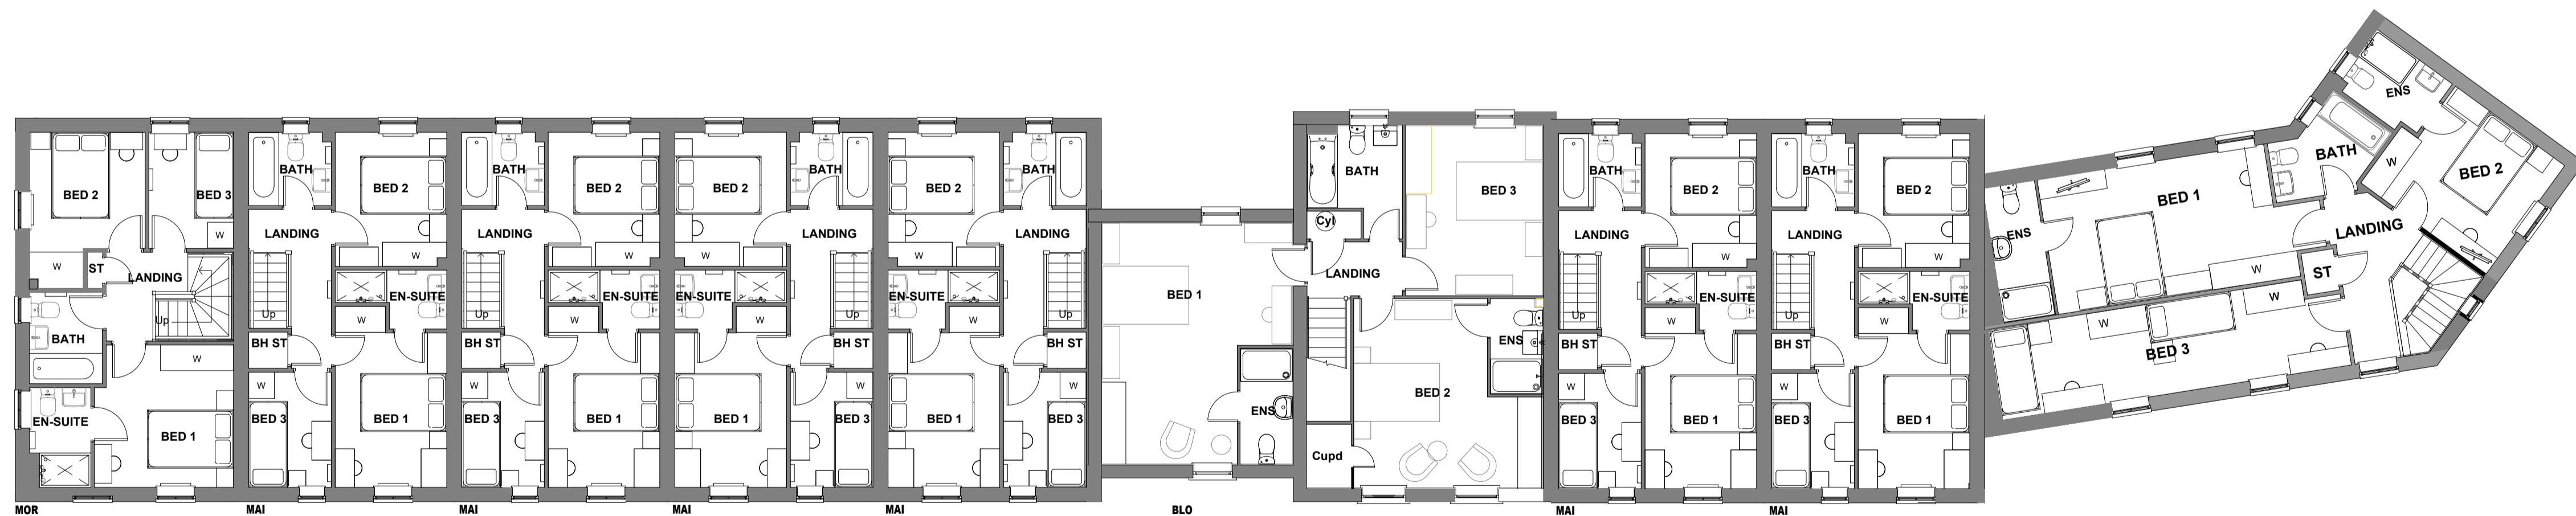 BED 2
BED 3
W
W
ST
LANDING
Up
BATH
W
EN-SUITE
BED 1
MOR
BATH
BED 2
LANDING
W
Up
EN-SUITE
W
BH ST
W
BED 3
BED 1
MAI
BATH
BED 2
LANDING
W
Up
EN-SUITE
W
BH ST
W
BED 3
BED 1
MAI
BED 2
BATH
W
LANDING
EN-SUITE
Up
W
BH ST
W
BED 1
BED 3
MAI
BED 2
BATH
W
LANDING
EN-SUITE
Up
W
BH ST
W
BED 1
BED 3
MAI
BED 1
ENS
BLO
BATH
BED 3
Cyl
LANDING
ENS
BED 2
Cupd
BATH
BED 2
LANDING
W
Up
EN-SUITE
W
BH ST
W
BED 3
BED 1
MAI
BATH
BED 2
LANDING
W
Up
EN-SUITE
W
BH ST
W
BED 3
BED 1
MAI
ENS
BATH
W
BED 2
BED 1
ENS
LANDING
W
ST
W
W
BED 3